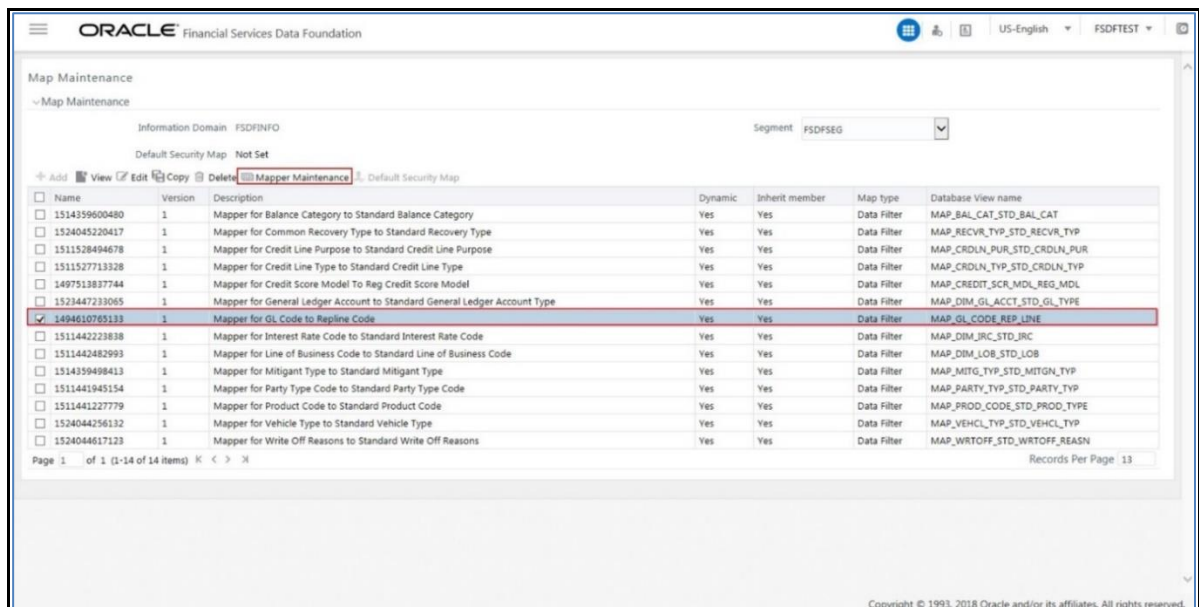 ORACLE Financial Services Data Foundation US-English FSDFTEST
Map Maintenance
Map Maintenance
Information Domain FSDFINFO Segment FSDFSEG
Default Security Map Not Set
Add View Edit Copy Delete Mapper Maintenance Default Security Map
Name Version Description Dynamic Inherit member Map type Database View name
1514359600480 1 Mapper for Balance Category to Standard Balance Category Yes Yes Data Filter MAP_BAL_CAT_STD_BAL_CAT
1524045220417 1 Mapper for Common Recovery Type to Standard Recovery Type Yes Yes Data Filter MAP_RECVR_TYP_STD_RECVR_TYP
1511528494678 1 Mapper for Credit Line Purpose to Standard Credit Line Purpose Yes Yes Data Filter MAP_CRDLN_PUR_STD_CRDLN_PUR
1511527713328 1 Mapper for Credit Line Type to Standard Credit Line Type Yes Yes Data Filter MAP_CRDLN_TYP_STD_CRDLN_TYP
1497513837744 1 Mapper for Credit Score Model To Reg Credit Score Model Yes Yes Data Filter MAP_CREDIT_SCR_MDL_REG_MDL
1523447233065 1 Mapper for General Ledger Account to Standard General Ledger Account Type Yes Yes Data Filter MAP_DIM_GL_ACCT_STD_GL_TYPE
1494610765133 1 Mapper for GL Code to Repline Code Yes Yes Data Filter MAP_GL_CODE_REP_LINE
1511442223838 1 Mapper for Interest Rate Code to Standard Interest Rate Code Yes Yes Data Filter MAP_DIM_IRC_STD_IRC
1511442482993 1 Mapper for Line of Business Code to Standard Line of Business Code Yes Yes Data Filter MAP_DIM_LOB_STD_LOB
1514359498413 1 Mapper for Mitigant Type to Standard Mitigant Type Yes Yes Data Filter MAP_MITG_TYP_STD_MITGN_TYP
1511441945154 1 Mapper for Party Type Code to Standard Party Type Code Yes Yes Data Filter MAP_PARTY_TYP_STD_PARTY_TYP
1511441227779 1 Mapper for Product Code to Standard Product Code Yes Yes Data Filter MAP_PROD_CODE_STD_PROD_TYPE
1524044256132 1 Mapper for Vehicle Type to Standard Vehicle Type Yes Yes Data Filter MAP_VEHCL_TYP_STD_VEHCL_TYP
1524044617123 1 Mapper for Write Off Reasons to Standard Write Off Reasons Yes Yes Data Filter MAP_WRTOFF_STD_WRTOFF_REASN
Page 1 of 1 (1-14 of 14 items) Records Per Page 13
Copyright © 1993, 2018 Oracle and/or its affiliates. All rights reserved.